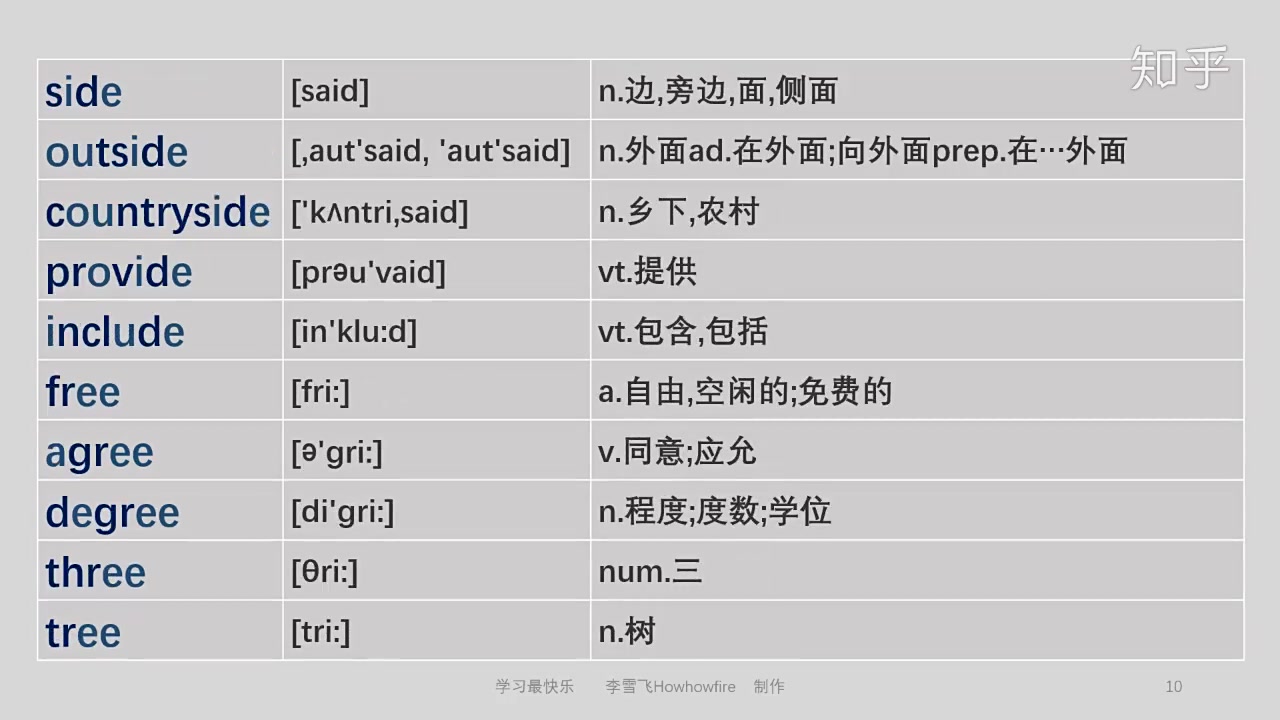 知乎
side [said] n.边,旁边,面,侧面
outside [,aut'said, 'aut'said] n.外面ad.在外面;向外面prep.在…外面
countryside ['kʌntri,said] n.乡下,农村
provide [prəu'vaid] vt.提供
include [in'klu:d] vt.包含,包括
free [fri:] a.自由,空闲的;免费的
agree [ə'gri:] v.同意;应允
degree [di'gri:] n.程度;度数;学位
three [θri:] num.三
tree [tri:] n.树
学习最快乐 李雪飞Howhowfire 制作 10